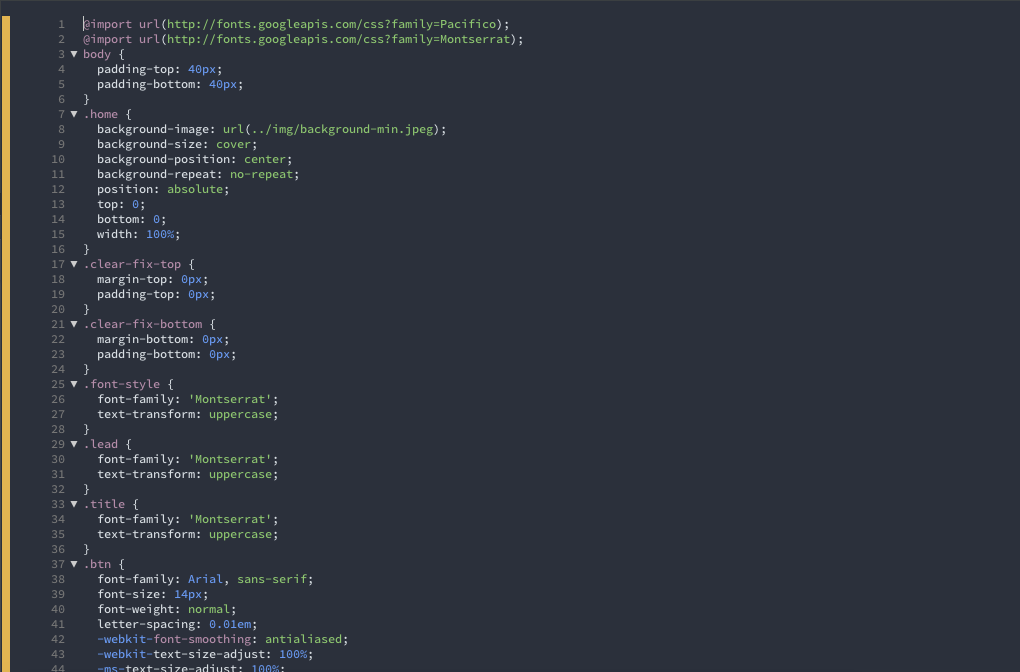 1 @import url(http://fonts.googleapis.com/css?family=Pacifico);
2 @import url(http://fonts.googleapis.com/css?family=Montserrat);
3 ▼ body {
4 padding-top: 40px;
5 padding-bottom: 40px;
6 }
7 ▼ .home {
8 background-image: url(../img/background-min.jpeg);
9 background-size: cover;
10 background-position: center;
11 background-repeat: no-repeat;
12 position: absolute;
13 top: 0;
14 bottom: 0;
15 width: 100%;
16 }
17 ▼ .clear-fix-top {
18 margin-top: 0px;
19 padding-top: 0px;
20 }
21 ▼ .clear-fix-bottom {
22 margin-bottom: 0px;
23 padding-bottom: 0px;
24 }
25 ▼ .font-style {
26 font-family: 'Montserrat';
27 text-transform: uppercase;
28 }
29 ▼ .lead {
30 font-family: 'Montserrat';
31 text-transform: uppercase;
32 }
33 ▼ .title {
34 font-family: 'Montserrat';
35 text-transform: uppercase;
36 }
37 ▼ .btn {
38 font-family: Arial, sans-serif;
39 font-size: 14px;
40 font-weight: normal;
41 letter-spacing: 0.01em;
42 -webkit-font-smoothing: antialiased;
43 -webkit-text-size-adjust: 100%;
44 -ms-text-size-adjust: 100%;